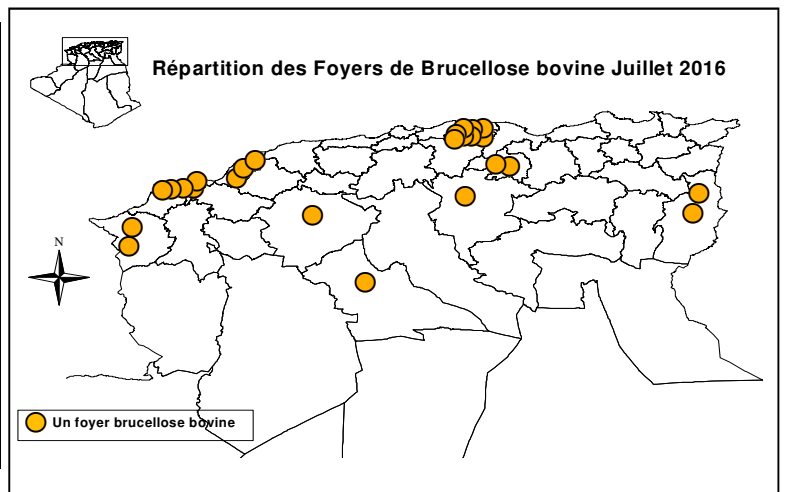 Répartition des Foyers de Brucellose bovine Juillet 2016
N
Un foyer brucellose bovine